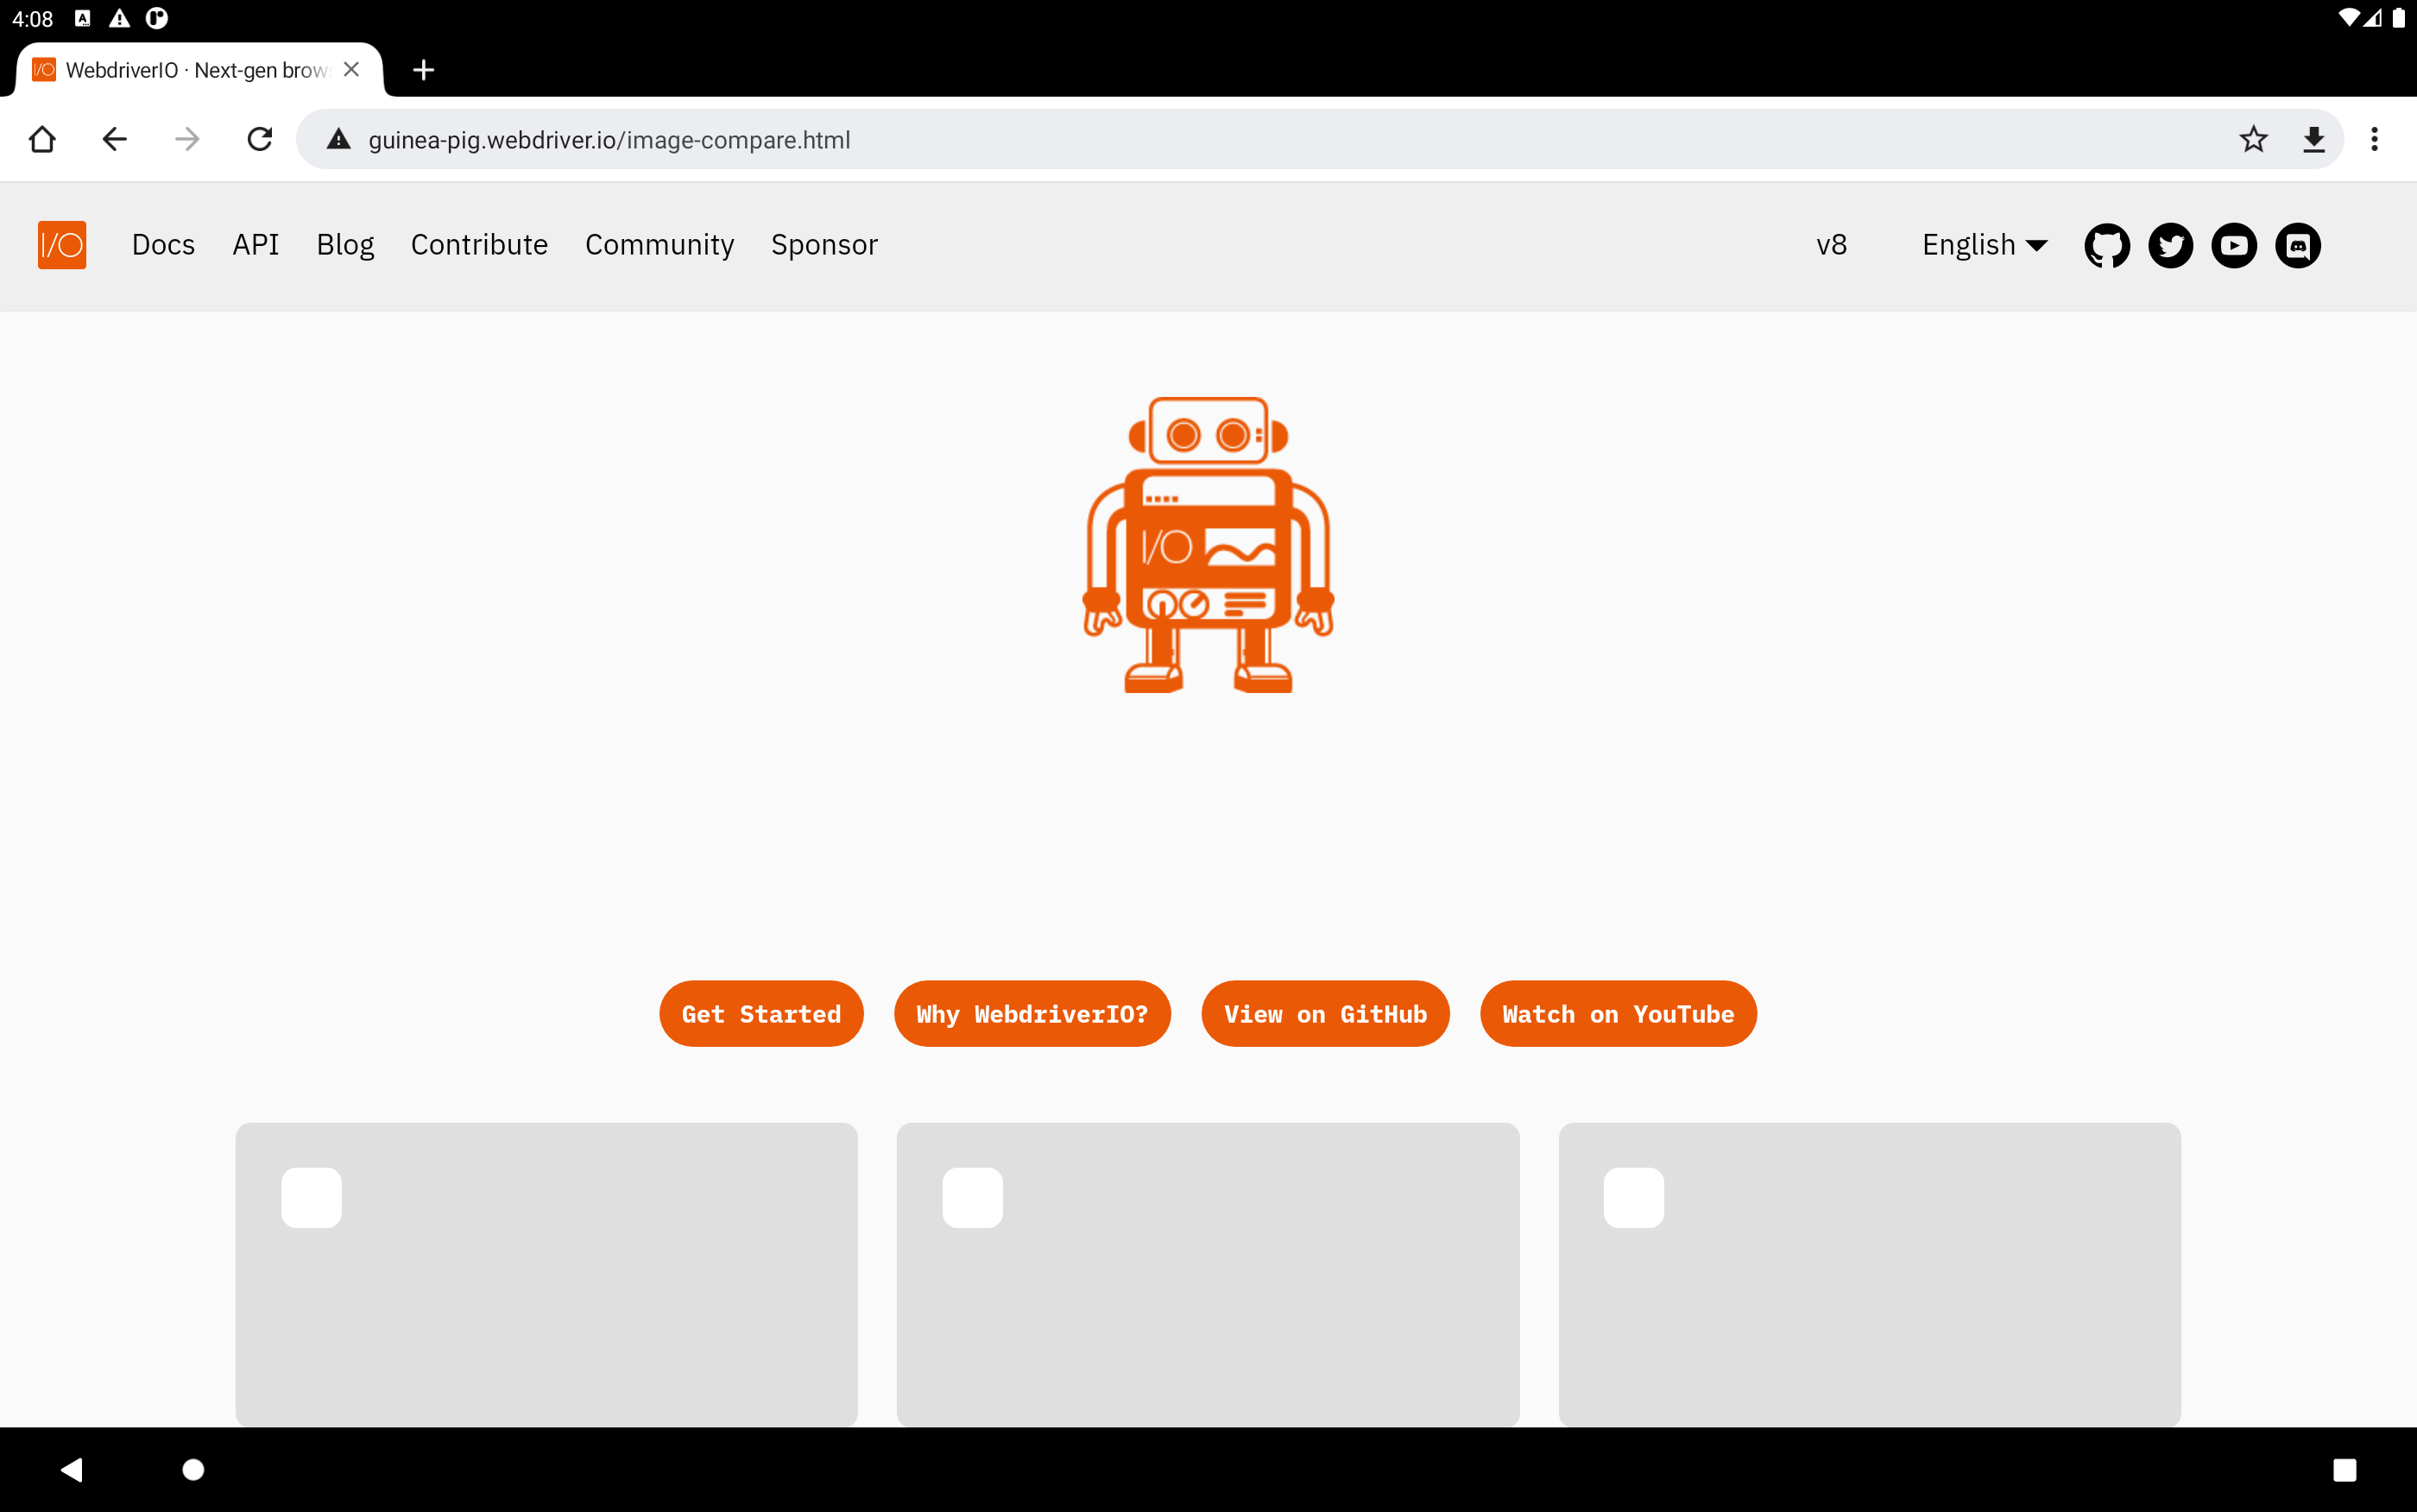 4:08
WebdriverIO · Next-gen brow
guinea-pig.webdriver.io/image-compare.html
I/O Docs API Blog Contribute Community Sponsor v8 English
I/O
Get Started Why WebdriverIO? View on GitHub Watch on YouTube